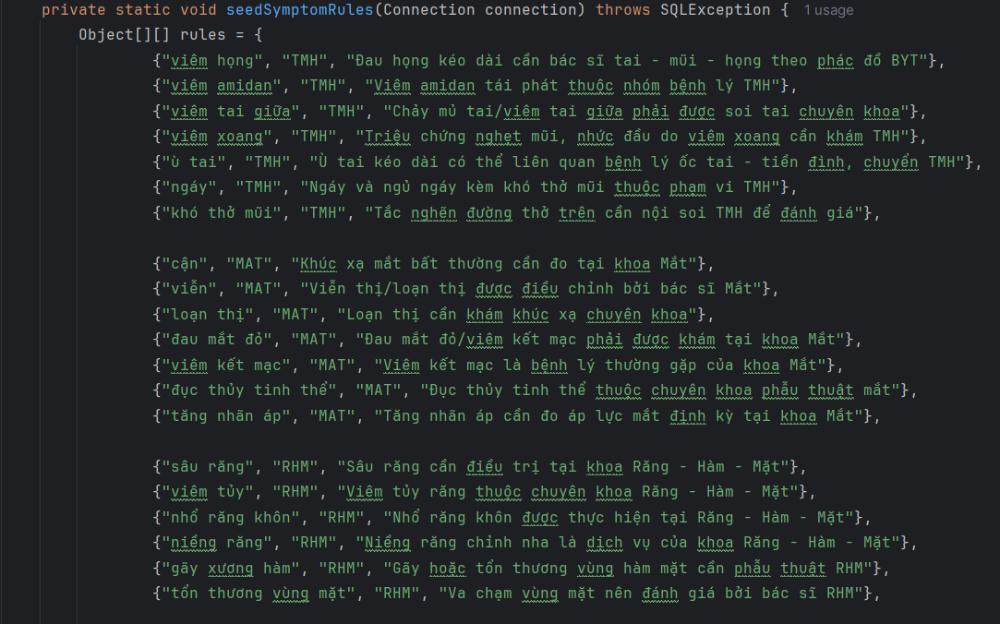 private static void seedSymptomRules(Connection connection) throws SQLException { 1 usage
Object[][] rules = {
{"viêm họng", "TMH", "Đau họng kéo dài cần bác sĩ tai - mũi - họng theo phác đồ BYT"},
{"viêm amidan", "TMH", "Viêm amidan tái phát thuộc nhóm bệnh lý TMH"},
{"viêm tai giữa", "TMH", "Chảy mủ tai/viêm tai giữa phải được soi tai chuyên khoa"},
{"viêm xoang", "TMH", "Triệu chứng nghẹt mũi, nhức đầu do viêm xoang cần khám TMH"},
{"ù tai", "TMH", "Ù tai kéo dài có thể liên quan bệnh lý ốc tai - tiền đình, chuyển TMH"},
{"ngáy", "TMH", "Ngáy và ngủ ngáy kèm khó thở mũi thuộc phạm vi TMH"},
{"khó thở mũi", "TMH", "Tắc nghẽn đường thở trên cần nội soi TMH để đánh giá"},
{"cận", "MAT", "Khúc xạ mắt bất thường cần đo tại khoa Mắt"},
{"viễn", "MAT", "Viễn thị/loạn thị được điều chỉnh bởi bác sĩ Mắt"},
{"loạn thị", "MAT", "Loạn thị cần khám khúc xạ chuyên khoa"},
{"đau mắt đỏ", "MAT", "Đau mắt đỏ/viêm kết mạc phải được khám tại khoa Mắt"},
{"viêm kết mạc", "MAT", "Viêm kết mạc là bệnh lý thường gặp của khoa Mắt"},
{"đục thủy tinh thể", "MAT", "Đục thủy tinh thể thuộc chuyên khoa phẫu thuật mắt"},
{"tăng nhãn áp", "MAT", "Tăng nhãn áp cần đo áp lực mắt định kỳ tại khoa Mắt"},
{"sâu răng", "RHM", "Sâu răng cần điều trị tại khoa Răng - Hàm - Mặt"},
{"viêm tủy", "RHM", "Viêm tủy răng thuộc chuyên khoa Răng - Hàm - Mặt"},
{"nhổ răng khôn", "RHM", "Nhổ răng khôn được thực hiện tại Răng - Hàm - Mặt"},
{"niềng răng", "RHM", "Niềng răng chỉnh nha là dịch vụ của khoa Răng - Hàm - Mặt"},
{"gãy xương hàm", "RHM", "Gãy hoặc tổn thương vùng hàm mặt cần phẫu thuật RHM"},
{"tổn thương vùng mặt", "RHM", "Va chạm vùng mặt nên đánh giá bởi bác sĩ RHM"},